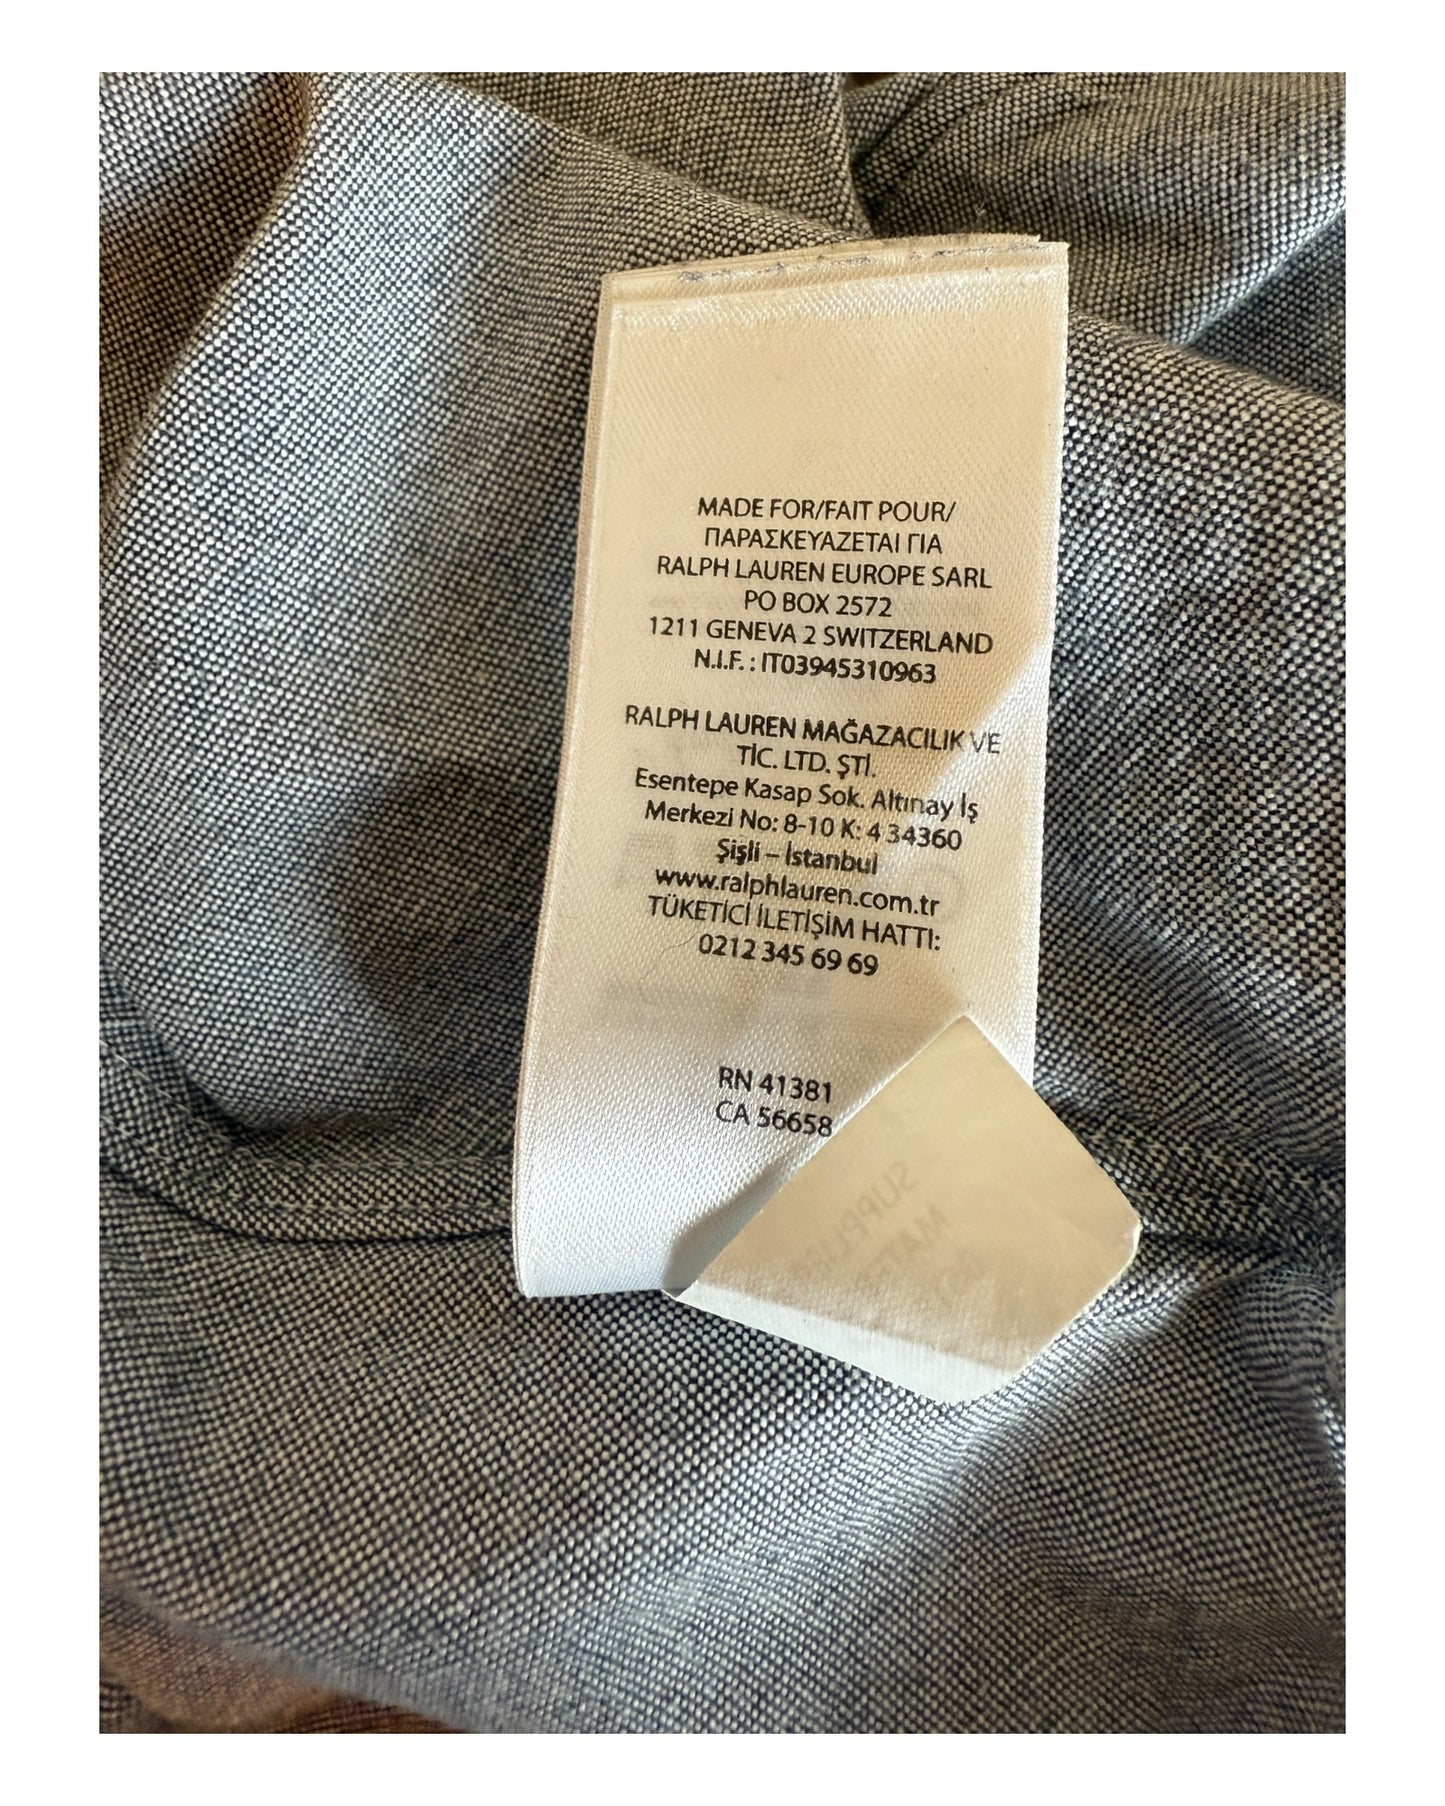 MADE FOR/FAIT POUR/
ΠΑΡΑΣΚΕΥΑΖΕΤΑΙ ΓΙΑ
RALPH LAUREN EUROPE SARL
PO BOX 2572
1211 GENEVA 2 SWITZERLAND
N.I.F. : IT03945310963
RALPH LAUREN MAĞAZACILIK VE
TİC. LTD. ŞTİ.
Esentepe Kasap Sok. Altınay İş
Merkezi No: 8-10 K: 4 34360
Şişli – İstanbul
www.ralphlauren.com.tr
TÜKETİCİ İLETİŞİM HATTI:
0212 345 69 69
RN 41381
CA 56658